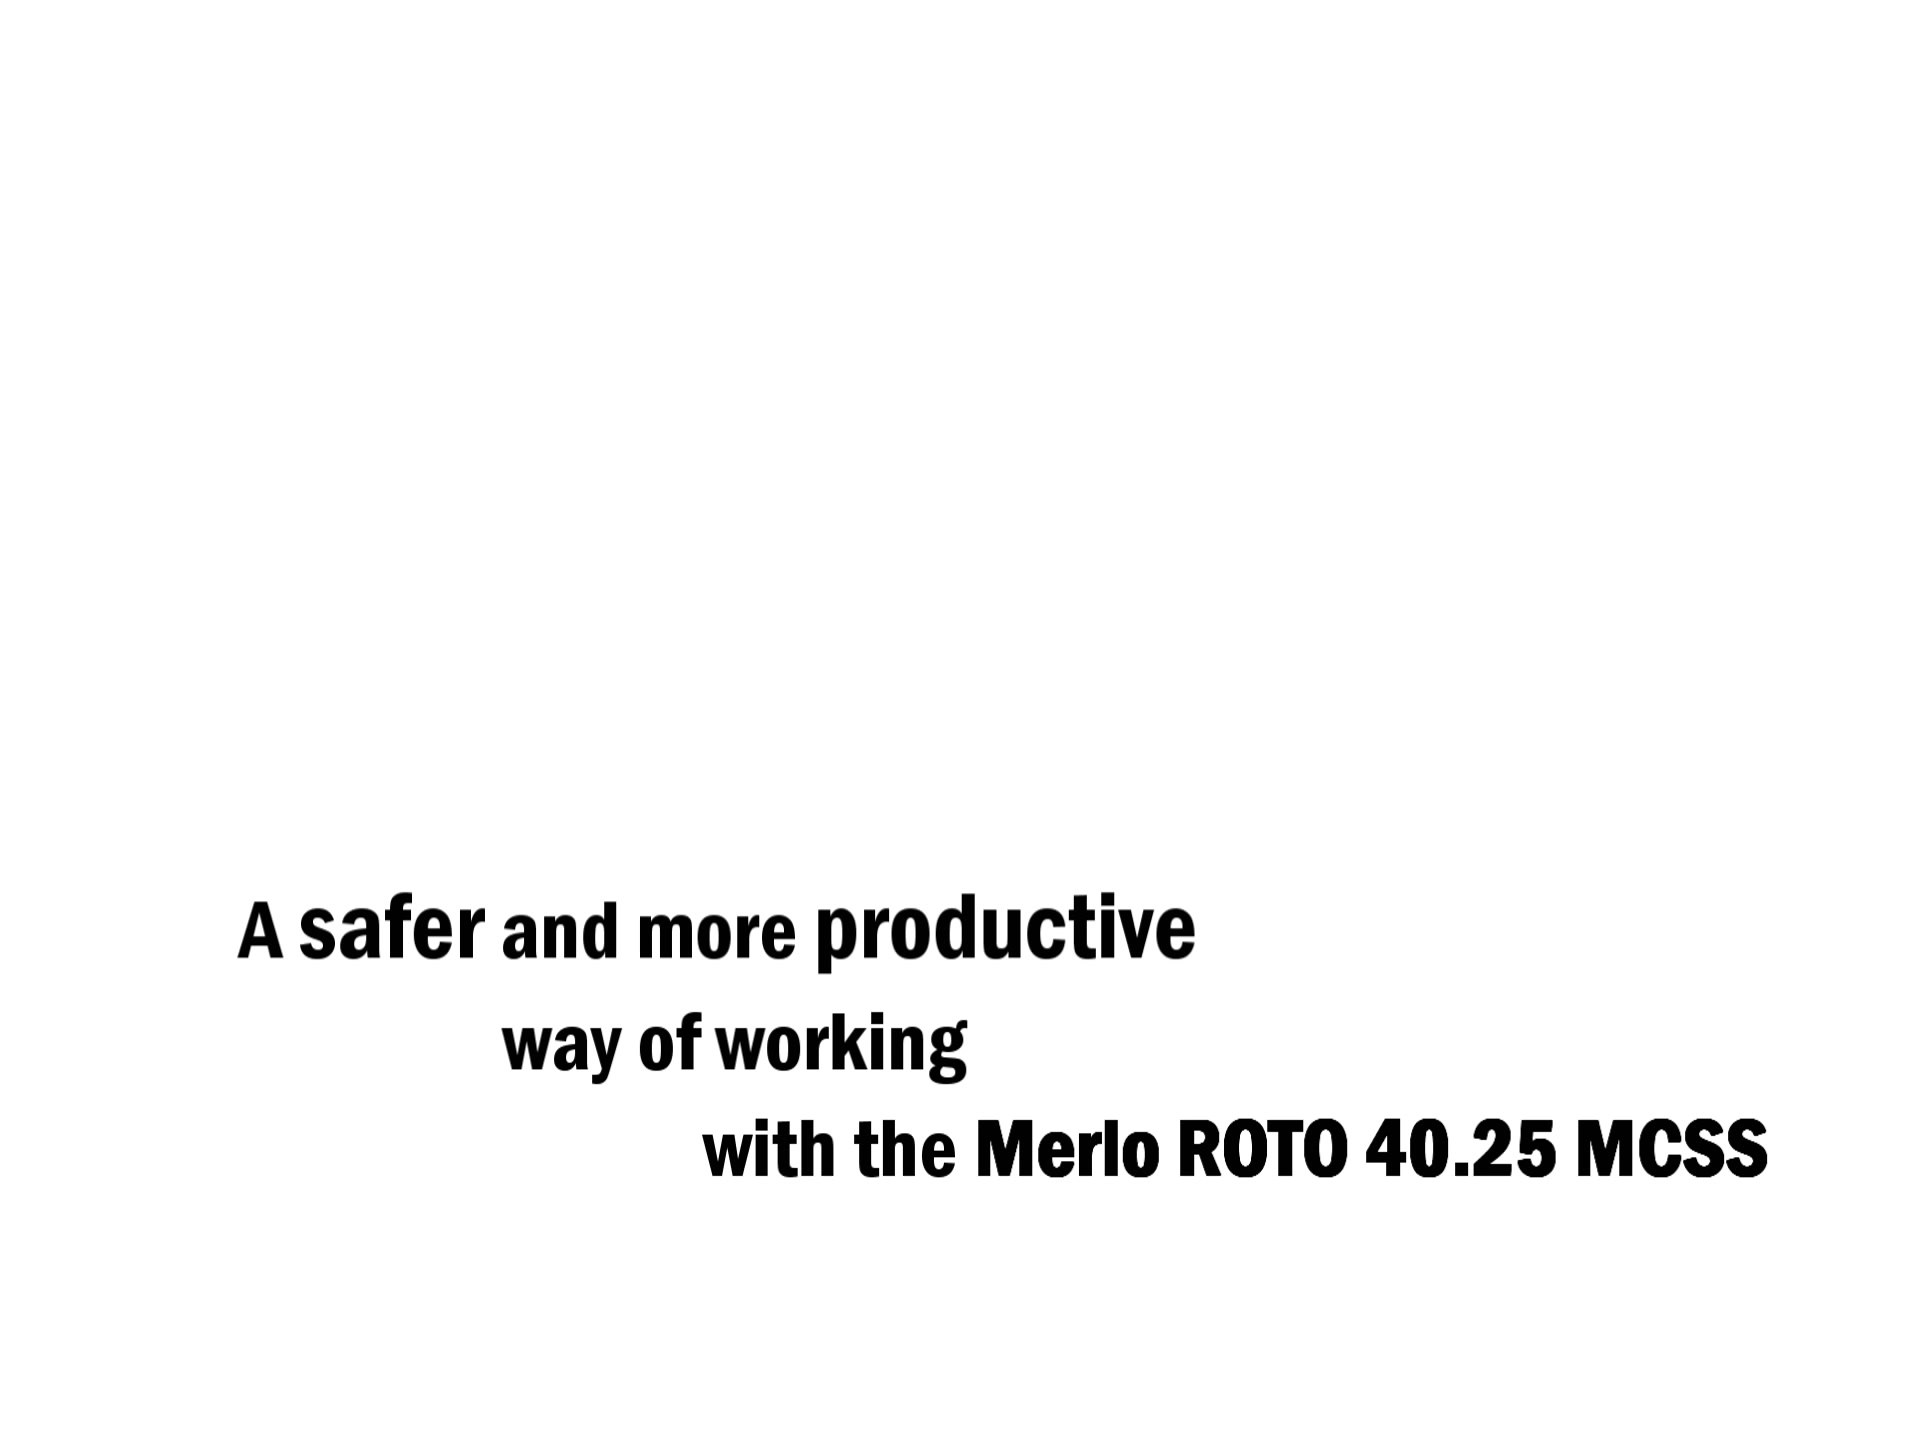 A safer and more productive
way of working
with the Merlo ROTO 40.25 MCSS